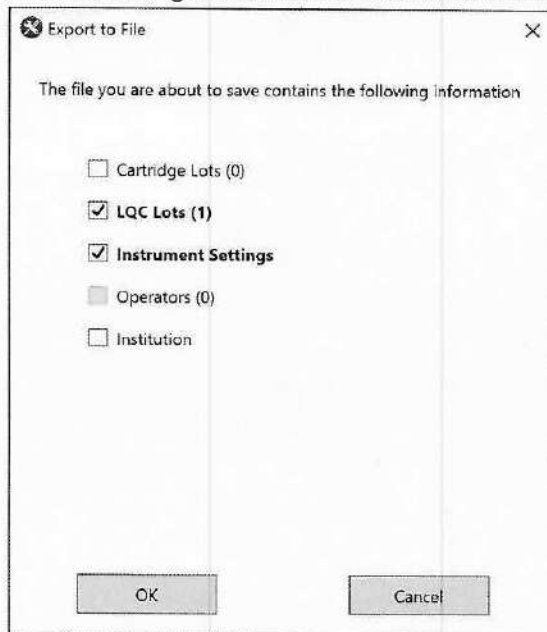 Export to File
The file you are about to save contains the following information
Cartridge Lots (0)
LQC Lots (1)
Instrument Settings
Operators (0)
Institution
OK
Cancel